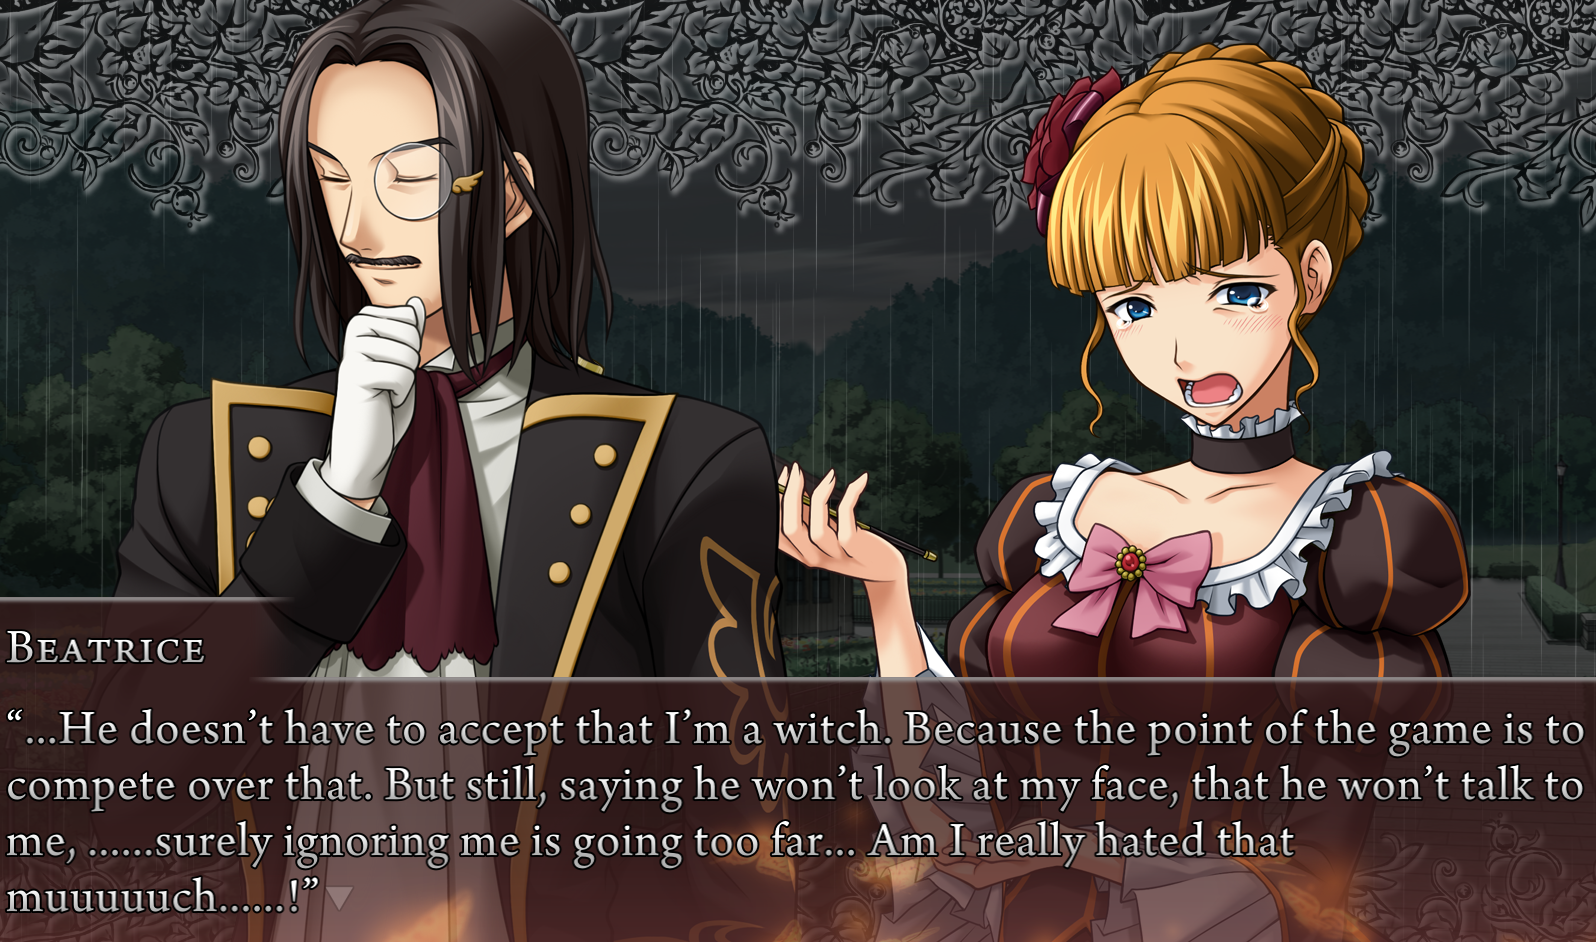 Beatrice
“...He doesn’t have to accept that I’m a witch. Because the point of the game is to
compete over that. But still, saying he won’t look at my face, that he won’t talk to
me, ......surely ignoring me is going too far... Am I really hated that
muuuuuuch......!”